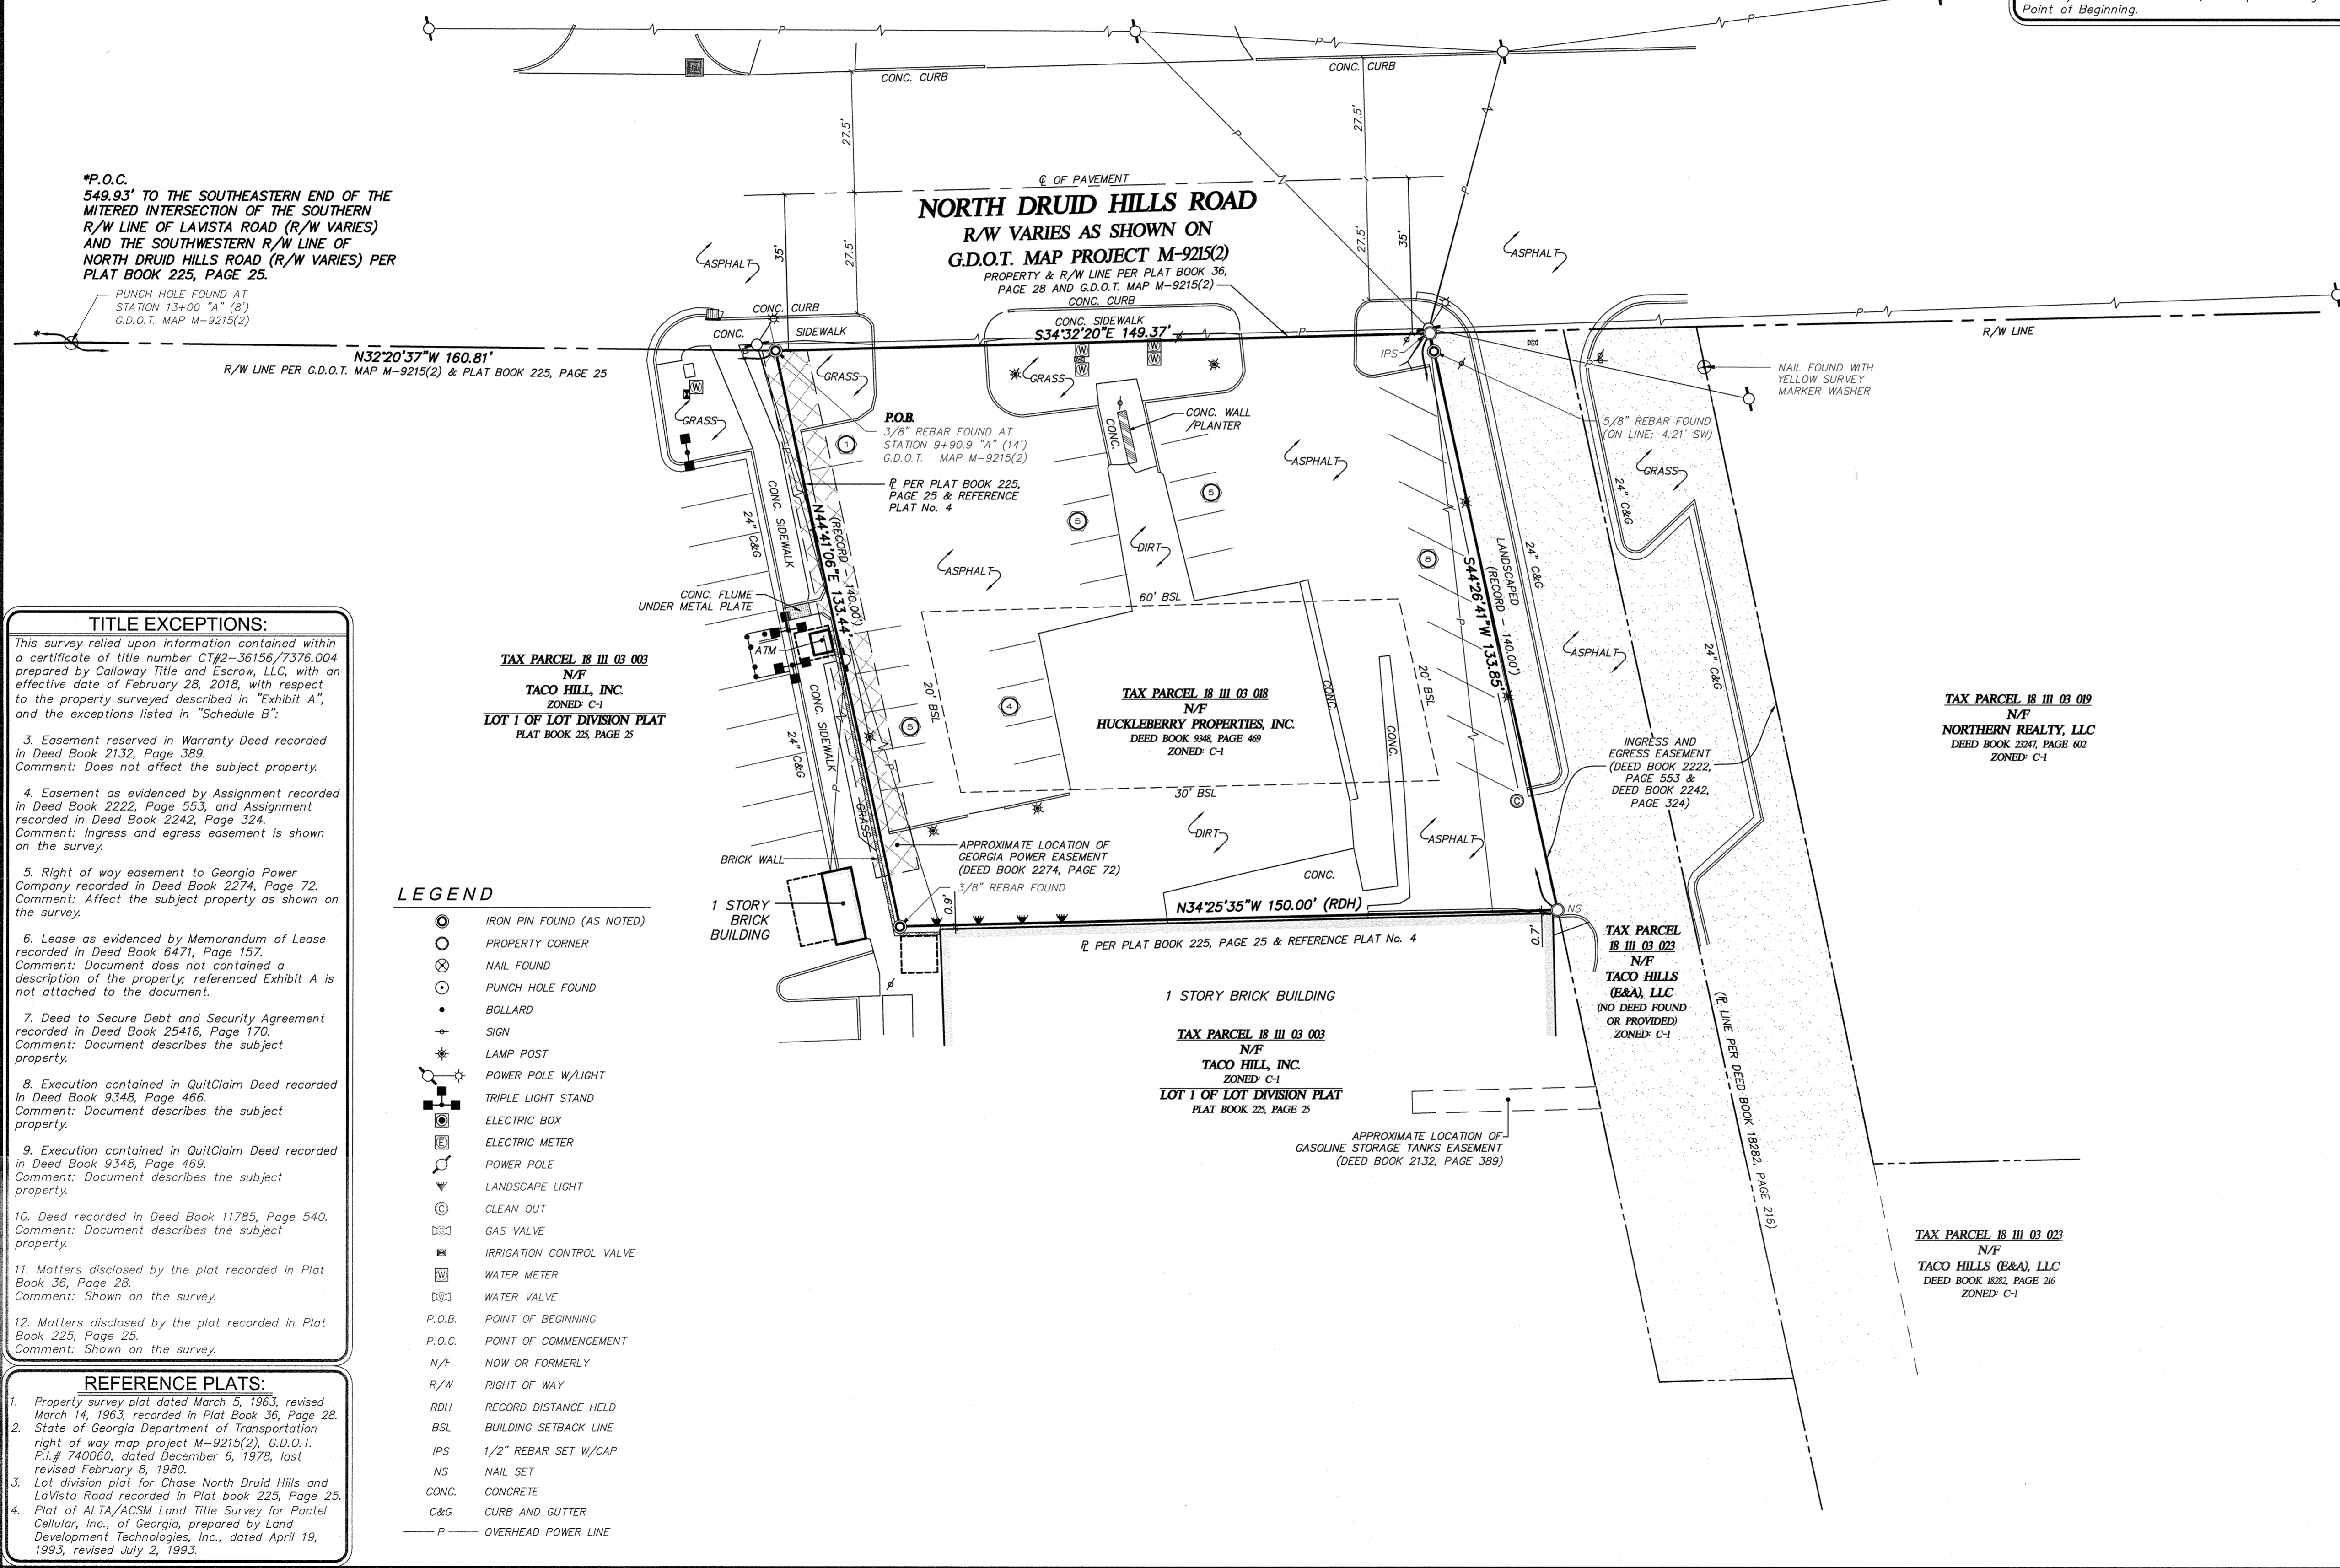 Point of Beginning.
CONC. CURB
CONC. CURB
27.5'
27.5'
*P.O.C.
549.93' TO THE SOUTHEASTERN END OF THE
MITERED INTERSECTION OF THE SOUTHERN
R/W LINE OF LAVISTA ROAD (R/W VARIES)
AND THE SOUTHWESTERN R/W LINE OF
NORTH DRUID HILLS ROAD (R/W VARIES) PER
PLAT BOOK 225, PAGE 25.
PUNCH HOLE FOUND AT
STATION 13+00 "A" (8')
G.D.O.T. MAP M-9215(2)
*
N32°20'37"W 160.81'
R/W LINE PER G.D.O.T. MAP M-9215(2) & PLAT BOOK 225, PAGE 25
℄ OF PAVEMENT
NORTH DRUID HILLS ROAD
R/W VARIES AS SHOWN ON
G.D.O.T. MAP PROJECT M-9215(2)
PROPERTY & R/W LINE PER PLAT BOOK 36,
PAGE 28 AND G.D.O.T. MAP M-9215(2)
35'
27.5'
27.5'
35'
ASPHALT
ASPHALT
CONC. CURB
CONC. SIDEWALK
CONC. CURB
CONC. SIDEWALK
S34°32'20"E 149.37'
IPS
R/W LINE
GRASS
GRASS
GRASS
W
W
W
W
W
P.O.B.
3/8" REBAR FOUND AT
STATION 9+90.9 "A" (14')
G.D.O.T. MAP M-9215(2)
CONC. WALL
/PLANTER
CONC.
NAIL FOUND WITH
YELLOW SURVEY
MARKER WASHER
5/8" REBAR FOUND
(ON LINE; 4.21' SW)
GRASS
1
5
5
8
ASPHALT
℄ PER PLAT BOOK 225,
PAGE 25 & REFERENCE
PLAT No. 4
24" C&G
CONC. SIDEWALK
N44°41'06"E 133.44'
(RECORD - 140.00')
ASPHALT
DIRT
S44°26'41"W 133.85'
LANDSCAPED
(RECORD - 140.00')
24" C&G
24" C&G
CONC. FLUME
UNDER METAL PLATE
ATM
60' BSL
20' BSL
20' BSL
30' BSL
ASPHALT
24" C&G
TAX PARCEL 18 111 03 003
N/F
TACO HILL, INC.
ZONED: C-1
LOT 1 OF LOT DIVISION PLAT
PLAT BOOK 225, PAGE 25
TAX PARCEL 18 111 03 018
N/F
HUCKLEBERRY PROPERTIES, INC.
DEED BOOK 9348, PAGE 469
ZONED: C-1
TAX PARCEL 18 111 03 019
N/F
NORTHERN REALTY, LLC
DEED BOOK 23247, PAGE 602
ZONED: C-1
4
5
CONC.
CONC.
INGRESS AND
EGRESS EASEMENT
(DEED BOOK 2222,
PAGE 553 &
DEED BOOK 2242,
PAGE 324)
24" C&G
CONC. SIDEWALK
GRASS
C
DIRT
ASPHALT
BRICK WALL
APPROXIMATE LOCATION OF
GEORGIA POWER EASEMENT
(DEED BOOK 2274, PAGE 72)
3/8" REBAR FOUND
CONC.
1 STORY
BRICK
BUILDING
0.9'
N34°25'35"W 150.00' (RDH)
NS
0.7'
℄ PER PLAT BOOK 225, PAGE 25 & REFERENCE PLAT No. 4
1 STORY BRICK BUILDING
TAX PARCEL 18 111 03 003
N/F
TACO HILL, INC.
ZONED: C-1
LOT 1 OF LOT DIVISION PLAT
PLAT BOOK 225, PAGE 25
APPROXIMATE LOCATION OF
GASOLINE STORAGE TANKS EASEMENT
(DEED BOOK 2132, PAGE 389)
TAX PARCEL
18 111 03 023
N/F
TACO HILLS
(E&A), LLC
(NO DEED FOUND
OR PROVIDED)
ZONED: C-1
(℄ LINE PER DEED BOOK 18282, PAGE 216)
TAX PARCEL 18 111 03 023
N/F
TACO HILLS (E&A), LLC
DEED BOOK 18282, PAGE 216
ZONED: C-1
TITLE EXCEPTIONS:
This survey relied upon information contained within
a certificate of title number CT#2-36156/7376.004
prepared by Calloway Title and Escrow, LLC, with an
effective date of February 28, 2018, with respect
to the property surveyed described in "Exhibit A",
and the exceptions listed in "Schedule B":
3. Easement reserved in Warranty Deed recorded
in Deed Book 2132, Page 389.
Comment: Does not affect the subject property.
4. Easement as evidenced by Assignment recorded
in Deed Book 2222, Page 553, and Assignment
recorded in Deed Book 2242, Page 324.
Comment: Ingress and egress easement is shown
on the survey.
5. Right of way easement to Georgia Power
Company recorded in Deed Book 2274, Page 72.
Comment: Affect the subject property as shown on
the survey.
6. Lease as evidenced by Memorandum of Lease
recorded in Deed Book 6471, Page 157.
Comment: Document does not contained a
description of the property; referenced Exhibit A is
not attached to the document.
7. Deed to Secure Debt and Security Agreement
recorded in Deed Book 25416, Page 170.
Comment: Document describes the subject
property.
8. Execution contained in QuitClaim Deed recorded
in Deed Book 9348, Page 466.
Comment: Document describes the subject
property.
9. Execution contained in QuitClaim Deed recorded
in Deed Book 9348, Page 469.
Comment: Document describes the subject
property.
10. Deed recorded in Deed Book 11785, Page 540.
Comment: Document describes the subject
property.
11. Matters disclosed by the plat recorded in Plat
Book 36, Page 28.
Comment: Shown on the survey.
12. Matters disclosed by the plat recorded in Plat
Book 225, Page 25.
Comment: Shown on the survey.
REFERENCE PLATS:
1. Property survey plat dated March 5, 1963, revised
March 14, 1963, recorded in Plat Book 36, Page 28.
2. State of Georgia Department of Transportation
right of way map project M-9215(2), G.D.O.T.
P.I.# 740060, dated December 6, 1978, last
revised February 8, 1980.
3. Lot division plat for Chase North Druid Hills and
LaVista Road recorded in Plat book 225, Page 25.
4. Plat of ALTA/ACSM Land Title Survey for Pactel
Cellular, Inc., of Georgia, prepared by Land
Development Technologies, Inc., dated April 19,
1993, revised July 2, 1993.
LEGEND
IRON PIN FOUND (AS NOTED)
PROPERTY CORNER
NAIL FOUND
PUNCH HOLE FOUND
BOLLARD
SIGN
LAMP POST
POWER POLE W/LIGHT
TRIPLE LIGHT STAND
ELECTRIC BOX
E ELECTRIC METER
POWER POLE
LANDSCAPE LIGHT
C CLEAN OUT
G GAS VALVE
IRRIGATION CONTROL VALVE
W WATER METER
W WATER VALVE
P.O.B. POINT OF BEGINNING
P.O.C. POINT OF COMMENCEMENT
N/F NOW OR FORMERLY
R/W RIGHT OF WAY
RDH RECORD DISTANCE HELD
BSL BUILDING SETBACK LINE
IPS 1/2" REBAR SET W/CAP
NS NAIL SET
CONC. CONCRETE
C&G CURB AND GUTTER
P OVERHEAD POWER LINE